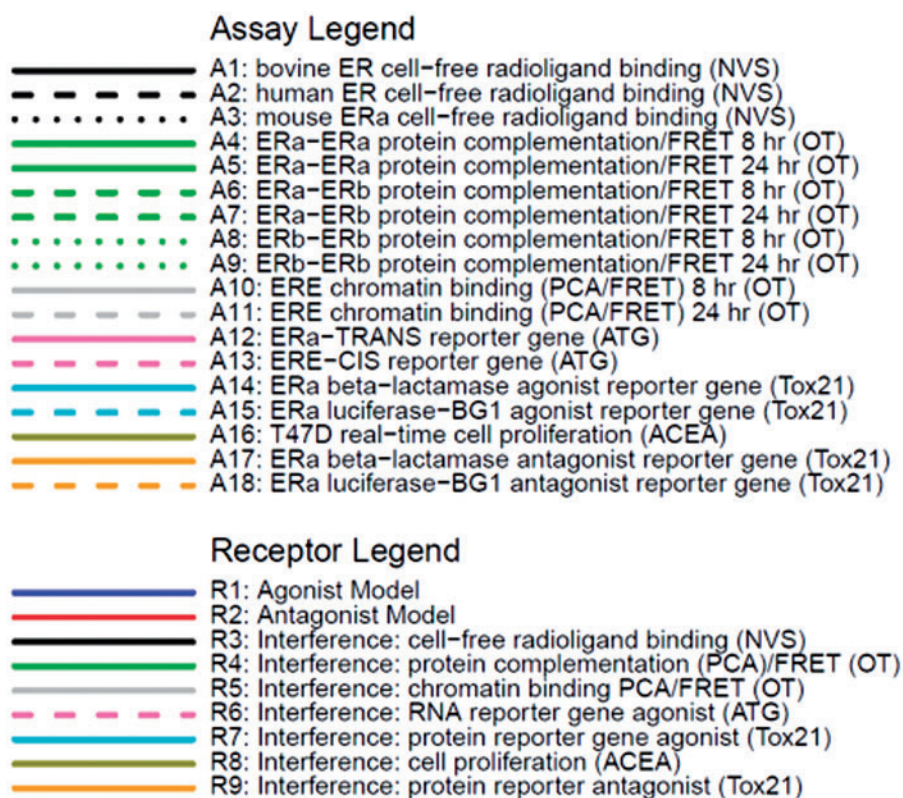 Assay Legend
A1: bovine ER cell-free radioligand binding (NVS)
A2: human ER cell-free radioligand binding (NVS)
A3: mouse ERa cell-free radioligand binding (NVS)
A4: ERa-ERa protein complementation/FRET 8 hr (OT)
A5: ERa-ERa protein complementation/FRET 24 hr (OT)
A6: ERa-ERb protein complementation/FRET 8 hr (OT)
A7: ERa-ERb protein complementation/FRET 24 hr (OT)
A8: ERb-ERb protein complementation/FRET 8 hr (OT)
A9: ERb-ERb protein complementation/FRET 24 hr (OT)
A10: ERE chromatin binding (PCA/FRET) 8 hr (OT)
A11: ERE chromatin binding (PCA/FRET) 24 hr (OT)
A12: ERa-TRANS reporter gene (ATG)
A13: ERE-CIS reporter gene (ATG)
A14: ERa beta-lactamase agonist reporter gene (Tox21)
A15: ERa luciferase-BG1 agonist reporter gene (Tox21)
A16: T47D real-time cell proliferation (ACEA)
A17: ERa beta-lactamase antagonist reporter gene (Tox21)
A18: ERa luciferase-BG1 antagonist reporter gene (Tox21)
Receptor Legend
R1: Agonist Model
R2: Antagonist Model
R3: Interference: cell-free radioligand binding (NVS)
R4: Interference: protein complementation (PCA)/FRET (OT)
R5: Interference: chromatin binding PCA/FRET (OT)
R6: Interference: RNA reporter gene agonist (ATG)
R7: Interference: protein reporter gene agonist (Tox21)
R8: Interference: cell proliferation (ACEA)
R9: Interference: protein reporter antagonist (Tox21)